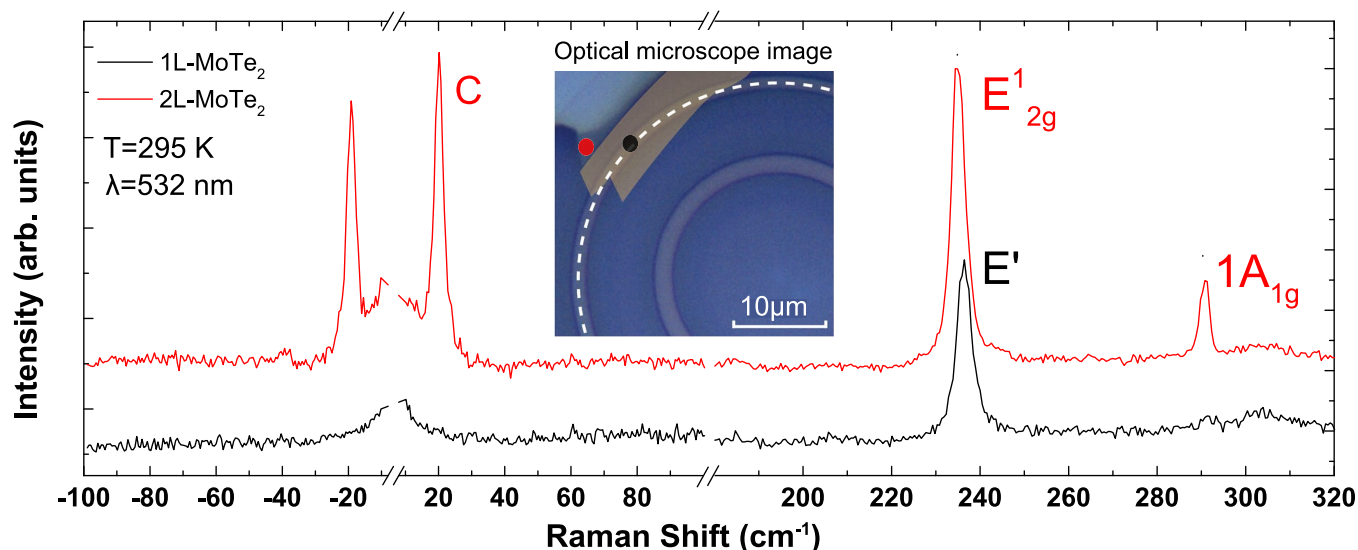 1L-MoTe₂
2L-MoTe₂
T=295 K
λ=532 nm
C
Optical microscope image
10μm
E¹₂g
E'
1A₁g
Intensity (arb. units)
-100 -80 -60 -40 -20 20 40 60 80 200 220 240 260 280 300 320
Raman Shift (cm⁻¹)